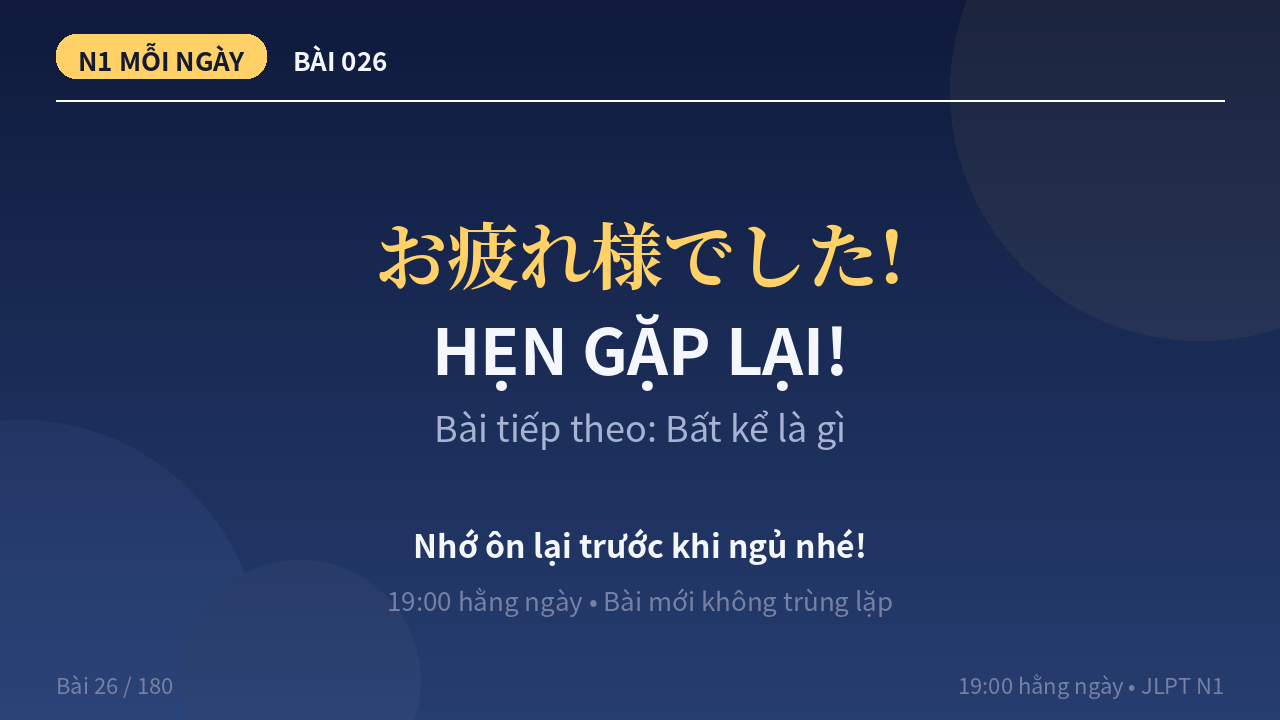 N1 MỖI NGÀY BÀI 026
お疲れ様でした!
HẸN GẶP LẠI!
Bài tiếp theo: Bất kể là gì
Nhớ ôn lại trước khi ngủ nhé!
19:00 hằng ngày • Bài mới không trùng lặp
Bài 26 / 180
19:00 hằng ngày • JLPT N1